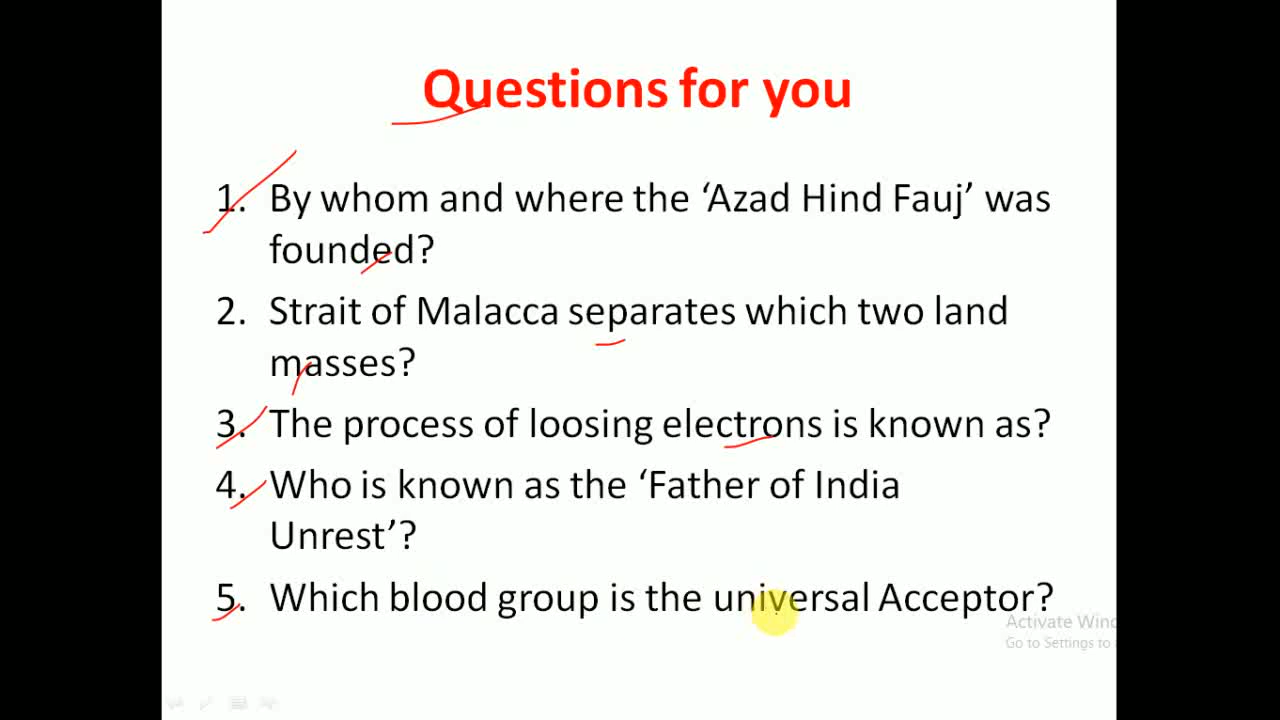 Questions for you
1. By whom and where the ‘Azad Hind Fauj’ was
founded?
2. Strait of Malacca separates which two land
masses?
3. The process of loosing electrons is known as?
4. Who is known as the ‘Father of India
Unrest’?
5. Which blood group is the universal Acceptor?
Activate Winc
Go to Settings to